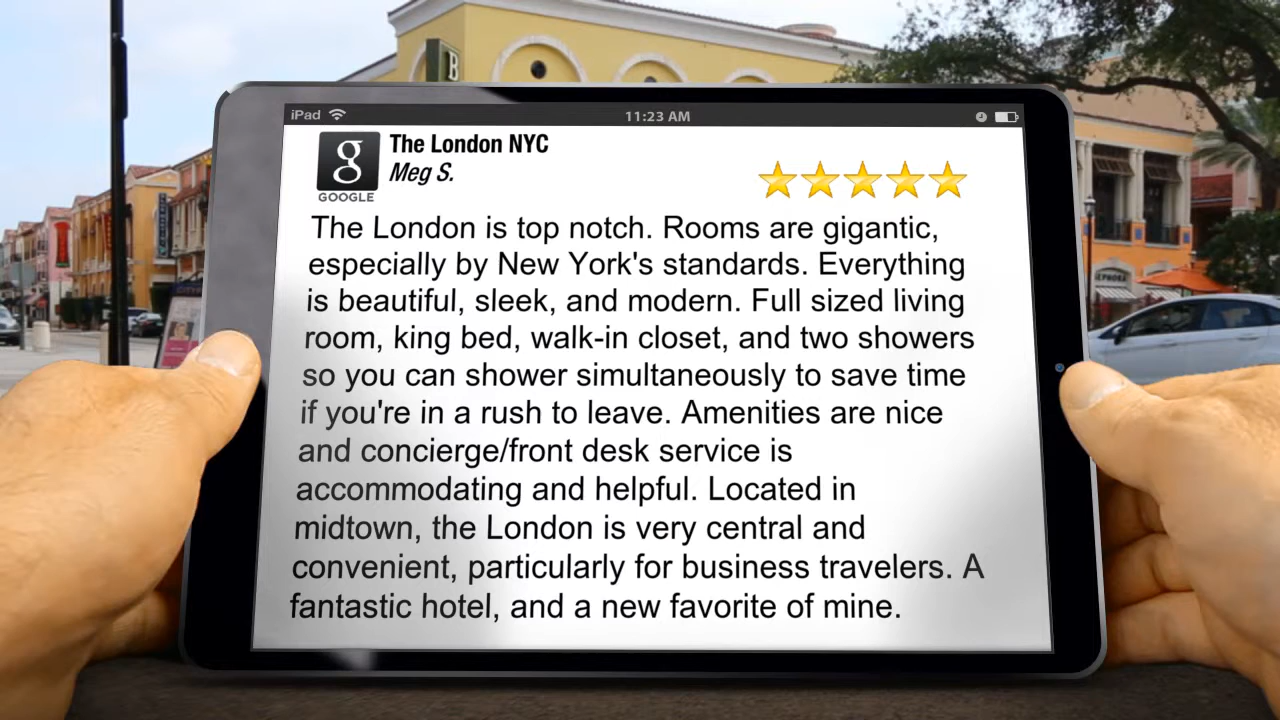 iPad 11:23 AM
The London NYC
Meg S.
g
GOOGLE
The London is top notch. Rooms are gigantic,
especially by New York's standards. Everything
is beautiful, sleek, and modern. Full sized living
room, king bed, walk-in closet, and two showers
so you can shower simultaneously to save time
if you're in a rush to leave. Amenities are nice
and concierge/front desk service is
accommodating and helpful. Located in
midtown, the London is very central and
convenient, particularly for business travelers. A
fantastic hotel, and a new favorite of mine.
B
SEPHORA